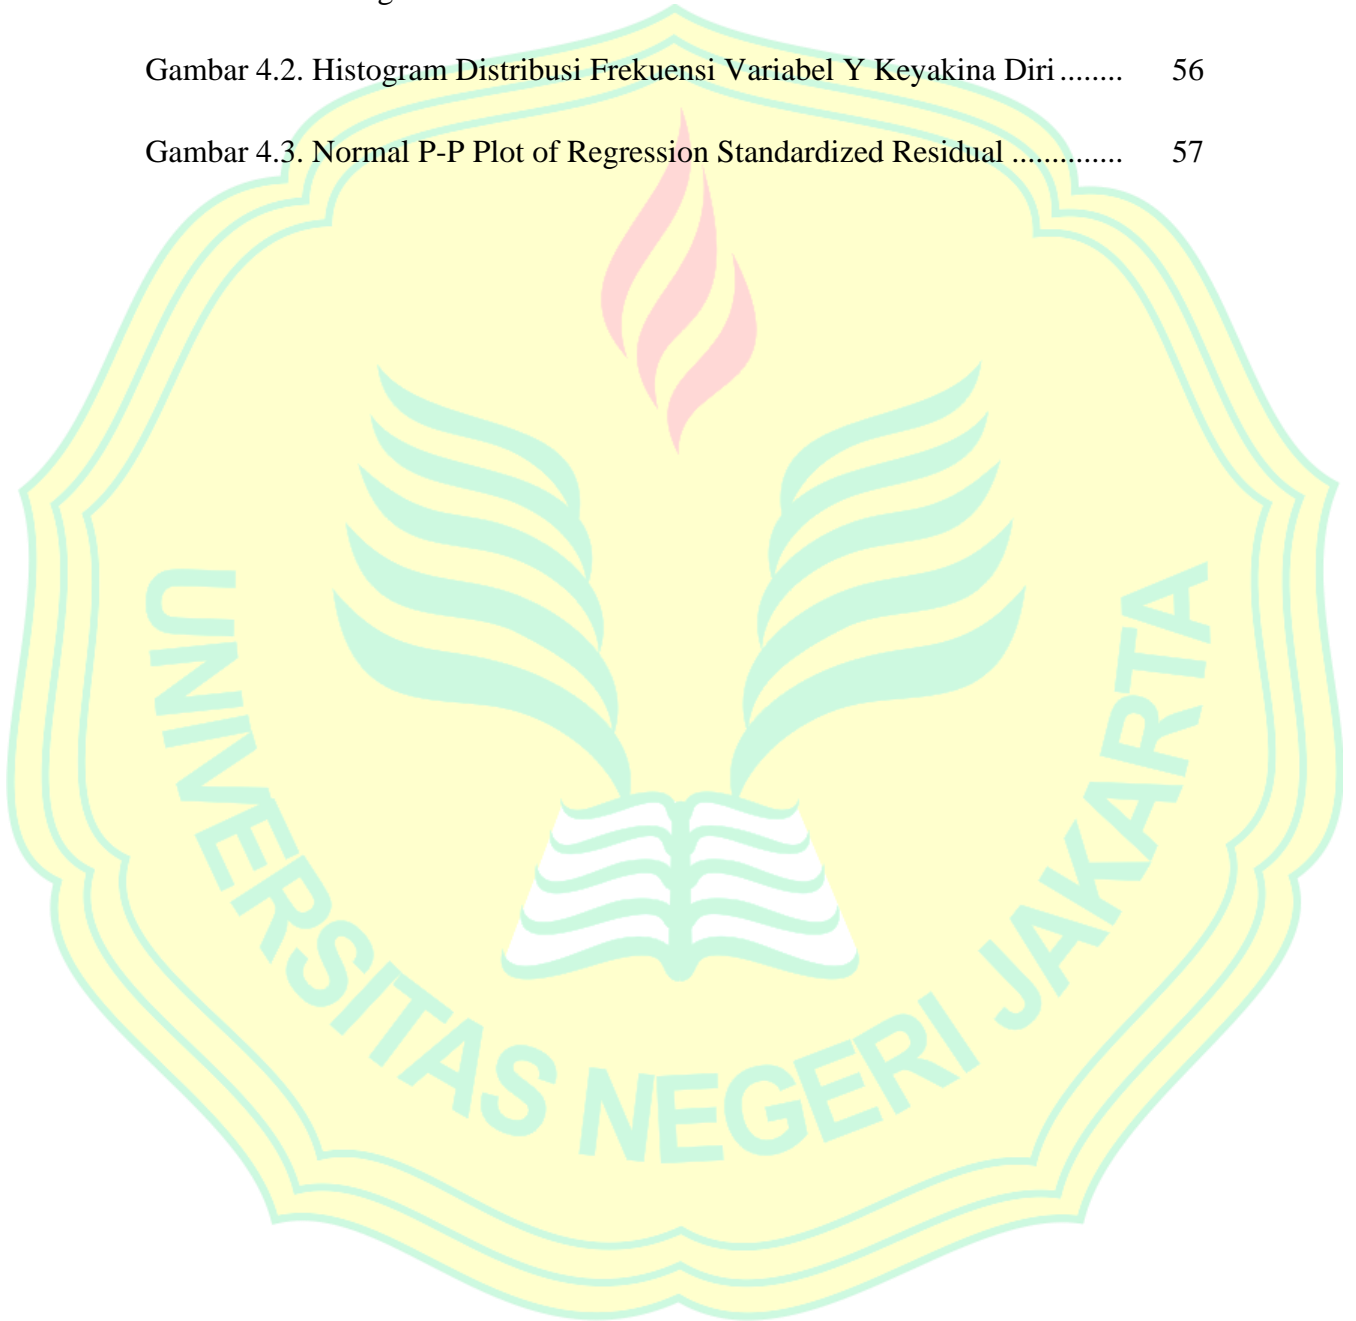 Gambar 4.2. Histogram Distribusi Frekuensi Variabel Y Keyakina Diri ........ 56
Gambar 4.3. Normal P-P Plot of Regression Standardized Residual .............. 57
UNIVERSITAS NEGERI JAKARTA